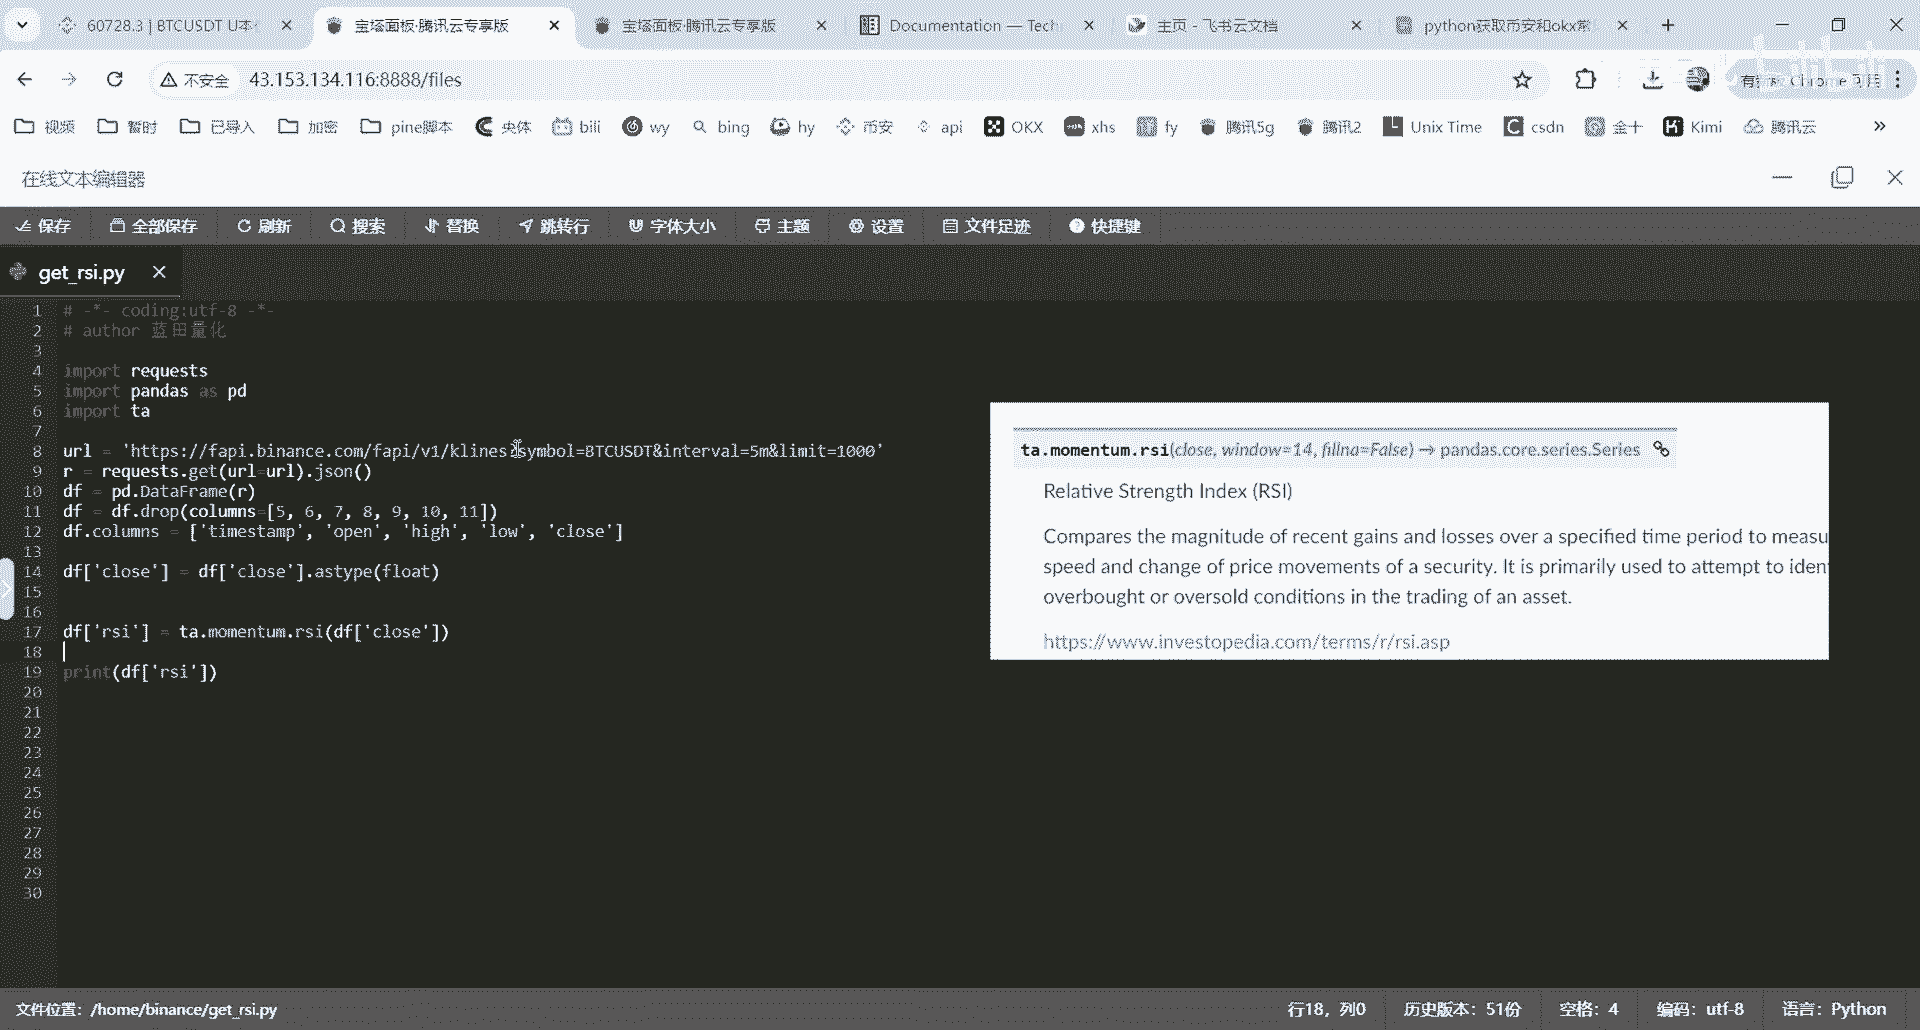 60728.3 | BTCUSDT U本
宝塔面板·腾讯云专享版
宝塔面板·腾讯云专享版
Documentation — Tech
主页 - 飞书云文档
python获取币安和okx常
不安全 43.153.134.116:8888/files
视频 暂时 已导入 加密 pine脚本 央体 bili wy bing hy 币安 api OKX xhs fy 腾讯5g 腾讯2 Unix Time csdn 金十 Kimi 腾讯云 »
在线文本编辑器
保存 全部保存 刷新 搜索 替换 跳转行 字体大小 主题 设置 文件足迹 快捷键
get_rsi.py
1 # -*- coding:utf-8 -*-
2 # author 蓝田量化
3
4 import requests
5 import pandas as pd
6 import ta
7
8 url = 'https://fapi.binance.com/fapi/v1/klines?symbol=BTCUSDT&interval=5m&limit=1000'
9 r = requests.get(url=url).json()
10 df = pd.DataFrame(r)
11 df = df.drop(columns=[5, 6, 7, 8, 9, 10, 11])
12 df.columns = ['timestamp', 'open', 'high', 'low', 'close']
13
14 df['close'] = df['close'].astype(float)
15
16
17 df['rsi'] = ta.momentum.rsi(df['close'])
18
19 print(df['rsi'])
20
21
22
23
24
25
26
27
28
29
30
ta.momentum.rsi(close, window=14, fillna=False) → pandas.core.series.Series
Relative Strength Index (RSI)
Compares the magnitude of recent gains and losses over a specified time period to measu
speed and change of price movements of a security. It is primarily used to attempt to iden
overbought or oversold conditions in the trading of an asset.
https://www.investopedia.com/terms/r/rsi.asp
文件位置：/home/binance/get_rsi.py
行18，列0 历史版本：51份 空格：4 编码：utf-8 语言：Python